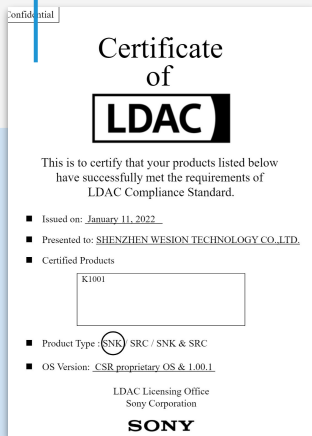 Confidential
Certificate
of
LDAC
This is to certify that your products listed below
have successfully met the requirements of
LDAC Compliance Standard.
■ Issued on: January 11, 2022
■ Presented to: SHENZHEN WESION TECHNOLOGY CO.,LTD.
■ Certified Products
K1001
■ Product Type : SNK / SRC / SNK & SRC
■ OS Version: CSR proprietary OS & 1.00.1
LDAC Licensing Office
Sony Corporation
SONY